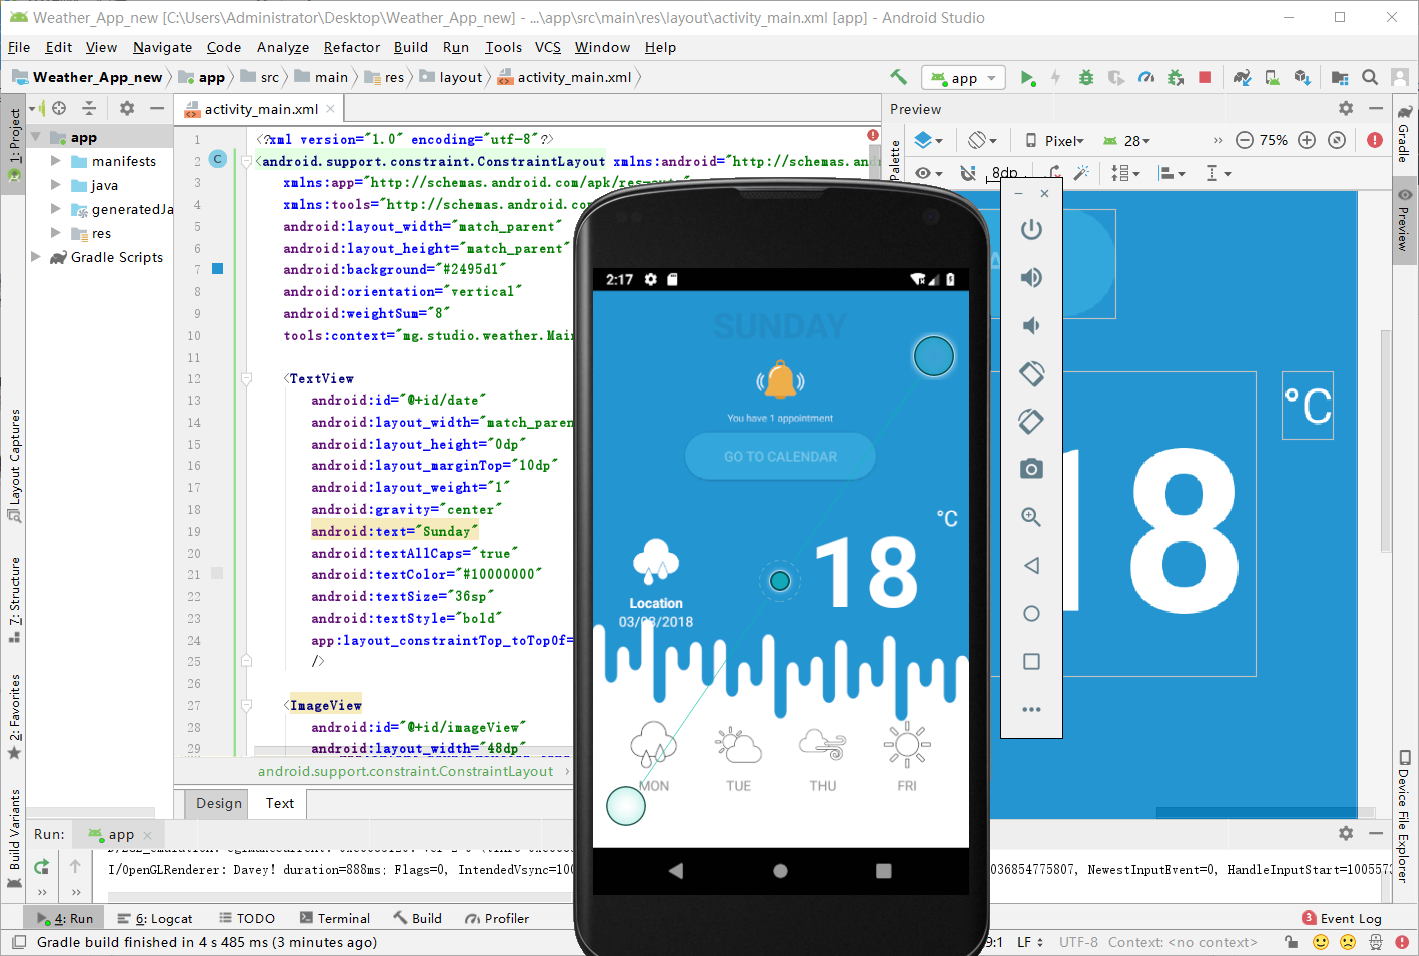 Weather_App_new [C:\Users\Administrator\Desktop\Weather_App_new] - ...\app\src\main\res\layout\activity_main.xml [app] - Android Studio
File Edit View Navigate Code Analyze Refactor Build Run Tools VCS Window Help
Weather_App_new app src main res layout activity_main.xml app
activity_main.xml
Preview
1: Project
app
manifests
java
generatedJa
res
Gradle Scripts
Layout Captures
7: Structure
2: Favorites
Build Variants
1 <?xml version="1.0" encoding="utf-8"?>
2 <android.support.constraint.ConstraintLayout xmlns:android="http://schemas.and
3 xmlns:app="http://schemas.android.com/apk/res-auto"
4 xmlns:tools="http://schemas.android.co
5 android:layout_width="match_parent"
6 android:layout_height="match_parent"
7 android:background="#2495d1"
8 android:orientation="vertical"
9 android:weightSum="8"
10 tools:context="mg.studio.weather.Mai
11
12 <TextView
13 android:id="@+id/date"
14 android:layout_width="match_paren
15 android:layout_height="0dp"
16 android:layout_marginTop="10dp"
17 android:layout_weight="1"
18 android:gravity="center"
19 android:text="Sunday"
20 android:textAllCaps="true"
21 android:textColor="#10000000"
22 android:textSize="36sp"
23 android:textStyle="bold"
24 app:layout_constraintTop_toTopOf=
25 />
26
27 <ImageView
28 android:id="@+id/imageView"
29 android:layout_width="48dp"
android.support.constraint.ConstraintLayout
Design Text
Palette
Pixel 28 75%
8dp
°C
18
Gradle
Preview
Device File Explorer
2:17
SUNDAY
You have 1 appointment
GO TO CALENDAR
°C
18
Location
03/03/2018
MON TUE THU FRI
Run: app
I/OpenGLRenderer: Davey! duration=888ms; Flags=0, IntendedVsync=100 036854775807, NewestInputEvent=0, HandleInputStart=1005573
4: Run 6: Logcat TODO Terminal Build Profiler 3 Event Log
Gradle build finished in 4 s 485 ms (3 minutes ago) 9:1 LF UTF-8 Context: <no context>